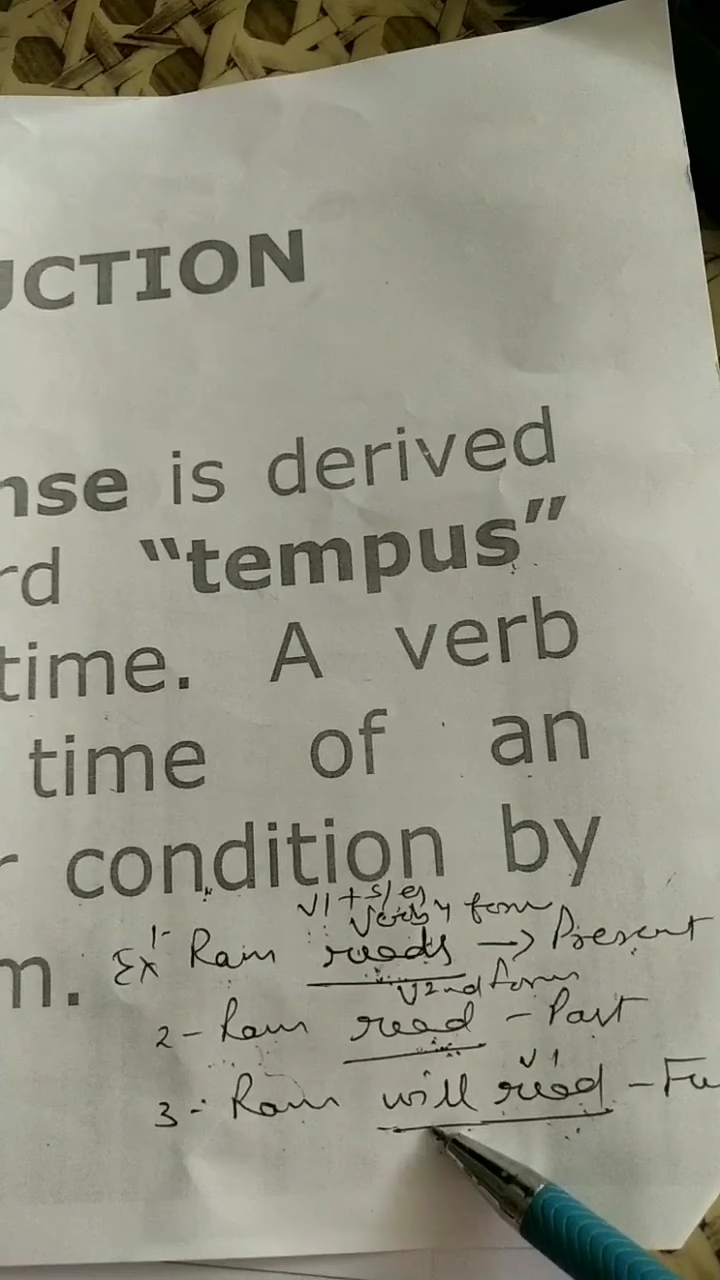 UCTION
nse is derived
rd “tempus”
time. A verb
time of an
r condition by
m.
V1+s/es
Verb form
Ex 1- Ram reads → Present
V2nd form
2- Ram read - Past
V1
3- Ram will read - Fu